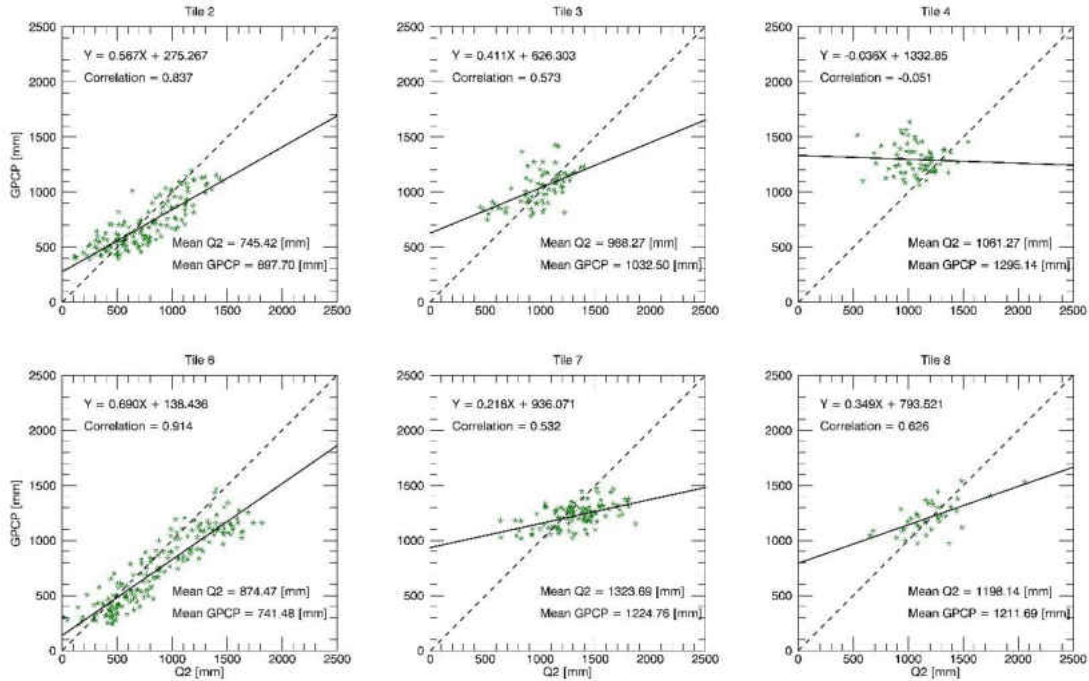 Tile 2
Y = 0.567X + 275.267
Correlation = 0.837
GPCP [mm]
2500
2000
1500
1000
500
0
Mean Q2 = 745.42 [mm]
Mean GPCP = 697.70 [mm]
0 500 1000 1500 2000 2500
Tile 3
Y = 0.411X + 626.303
Correlation = 0.573
2500
2000
1500
1000
500
0
Mean Q2 = 988.27 [mm]
Mean GPCP = 1032.50 [mm]
0 500 1000 1500 2000 2500
Tile 4
Y = -0.036X + 1332.85
Correlation = -0.051
2500
2000
1500
1000
500
0
Mean Q2 = 1061.27 [mm]
Mean GPCP = 1295.14 [mm]
0 500 1000 1500 2000 2500
Tile 6
Y = 0.690X + 138.436
Correlation = 0.914
GPCP [mm]
2500
2000
1500
1000
500
0
Mean Q2 = 874.47 [mm]
Mean GPCP = 741.48 [mm]
0 500 1000 1500 2000 2500
Q2 [mm]
Tile 7
Y = 0.218X + 936.071
Correlation = 0.532
2500
2000
1500
1000
500
0
Mean Q2 = 1323.69 [mm]
Mean GPCP = 1224.76 [mm]
0 500 1000 1500 2000 2500
Q2 [mm]
Tile 8
Y = 0.349X + 793.521
Correlation = 0.626
2500
2000
1500
1000
500
0
Mean Q2 = 1198.14 [mm]
Mean GPCP = 1211.69 [mm]
0 500 1000 1500 2000 2500
Q2 [mm]